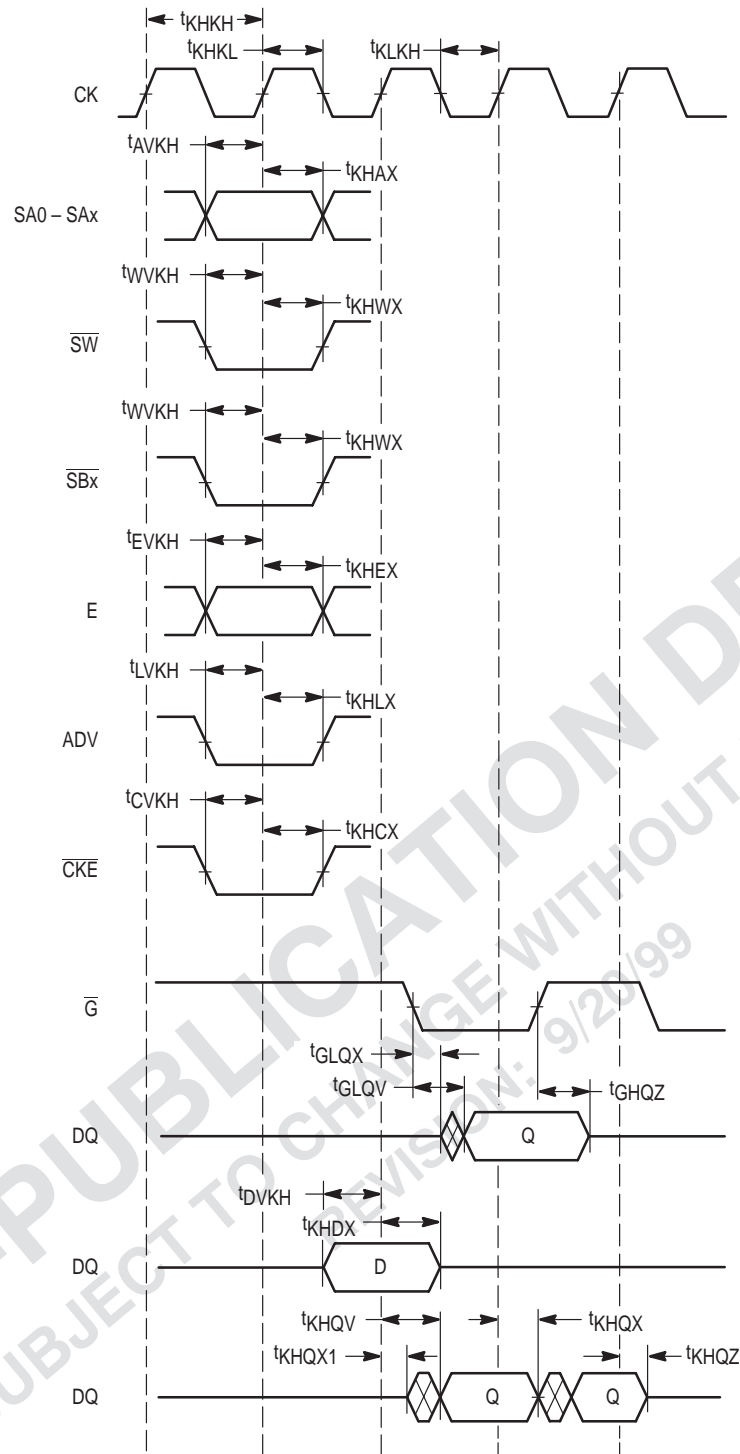 tKHKH
tKHKL
tKLKH
CK
tAVKH
tKHAX
SA0 – SAx
tWVKH
tKHWX
SW
tWVKH
tKHWX
SBx
tEVKH
tKHEX
E
tLVKH
tKHLX
ADV
tCVKH
tKHCX
CKE
G
tGLQX
tGLQV
tGHQZ
DQ
Q
tDVKH
tKHDX
DQ
D
tKHQV
tKHQX
tKHQX1
tKHQZ
DQ
Q
Q
PUBLICATION
SUBJECT TO CHANGE WITHOUT
REVISION: 9/20/99